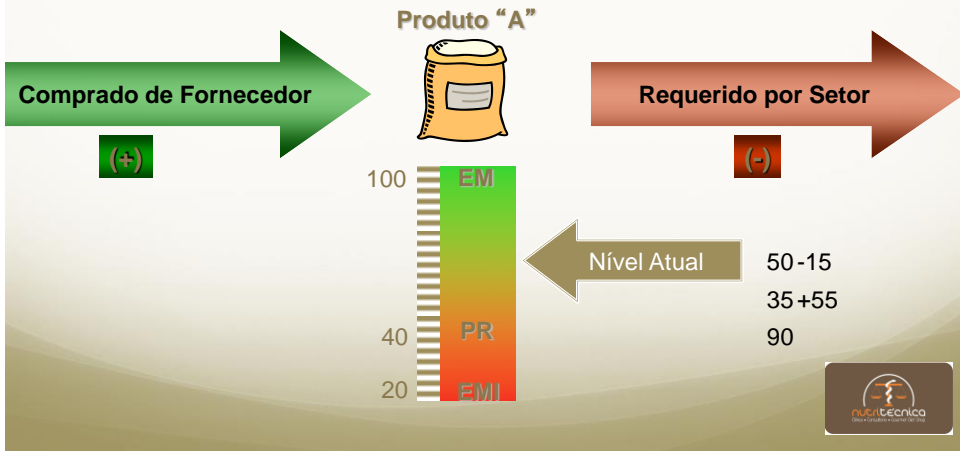 Produto “A”
Comprado de Fornecedor
Requerido por Setor
(+)
(-)
100
EM
Nível Atual
50 -15
35 +55
40
PR
90
20
EMI
nutritécnica